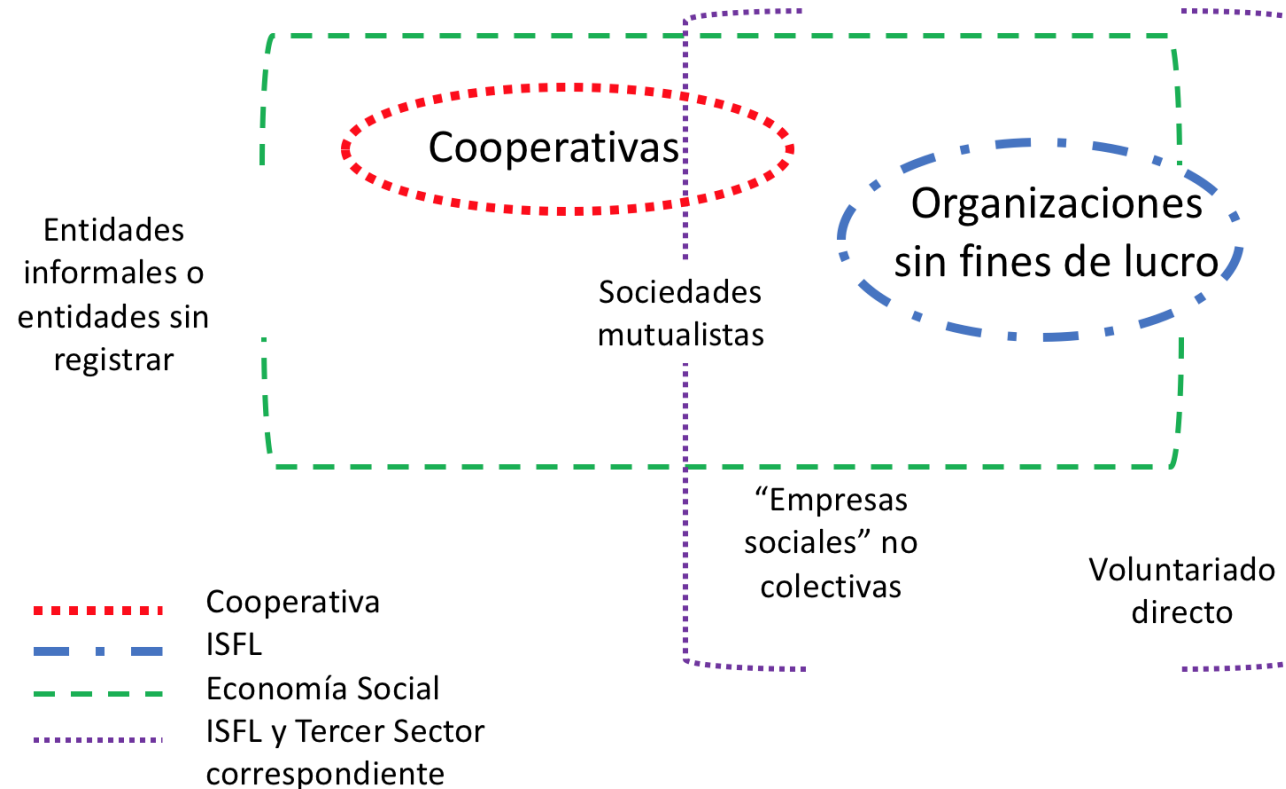 Cooperativas
Organizaciones
sin fines de lucro
Entidades
informales o
entidades sin
registrar
Sociedades
mutualistas
“Empresas
sociales” no
colectivas
Voluntariado
directo
Cooperativa
ISFL
Economía Social
ISFL y Tercer Sector
correspondiente